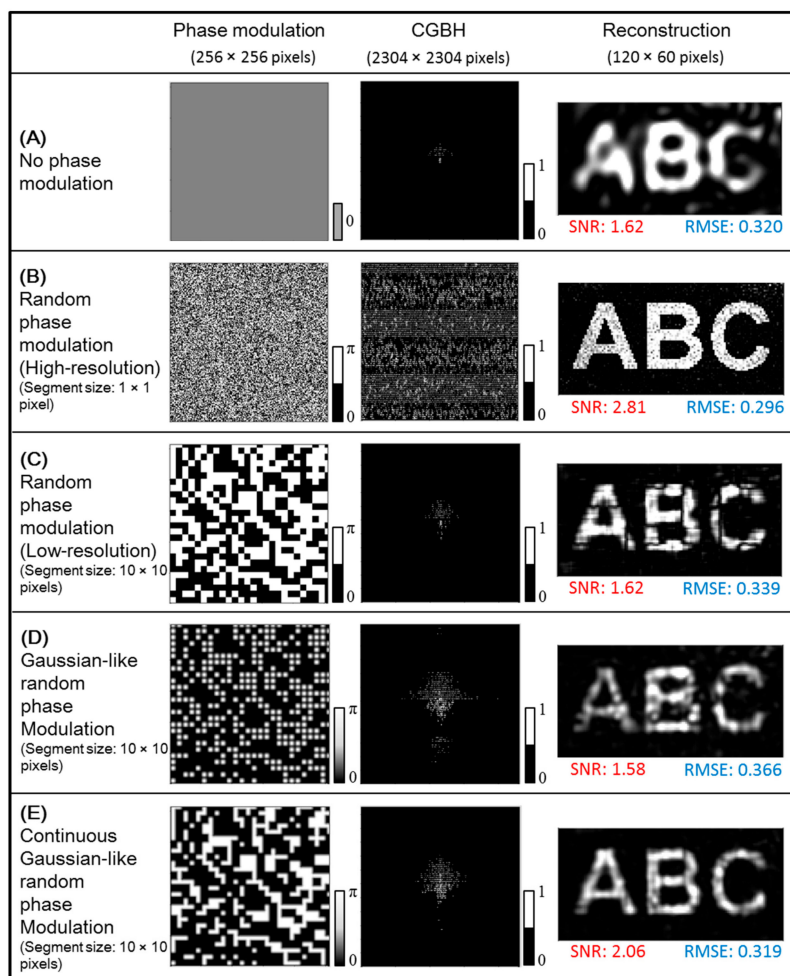 Phase modulation CGBH Reconstruction
(256 × 256 pixels) (2304 × 2304 pixels) (120 × 60 pixels)
(A)
No phase
modulation
0
1
0
ABC
SNR: 1.62 RMSE: 0.320
(B)
Random
phase
modulation
(High-resolution)
(Segment size: 1 × 1
pixel)
π
0
1
0
ABC
SNR: 2.81 RMSE: 0.296
(C)
Random
phase
modulation
(Low-resolution)
(Segment size: 10 × 10
pixels)
π
0
1
0
ABC
SNR: 1.62 RMSE: 0.339
(D)
Gaussian-like
random
phase
Modulation
(Segment size: 10 × 10
pixels)
π
0
1
0
ABC
SNR: 1.58 RMSE: 0.366
(E)
Continuous
Gaussian-like
random
phase
Modulation
(Segment size: 10 × 10
pixels)
π
0
1
0
ABC
SNR: 2.06 RMSE: 0.319